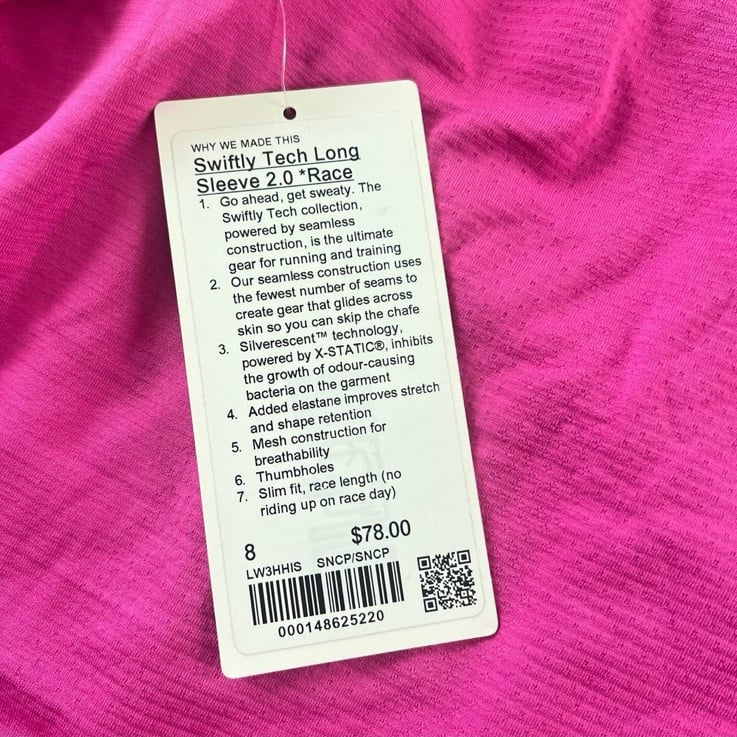 WHY WE MADE THIS
Swiftly Tech Long
Sleeve 2.0 *Race
1. Go ahead, get sweaty. The
Swiftly Tech collection,
powered by seamless
construction, is the ultimate
gear for running and training
2. Our seamless construction uses
the fewest number of seams to
create gear that glides across
skin so you can skip the chafe
3. Silverescent™ technology,
powered by X-STATIC®, inhibits
the growth of odour-causing
bacteria on the garment
4. Added elastane improves stretch
and shape retention
5. Mesh construction for
breathability
6. Thumbholes
7. Slim fit, race length (no
riding up on race day)
8 $78.00
LW3HHIS SNCP/SNCP
000148625220